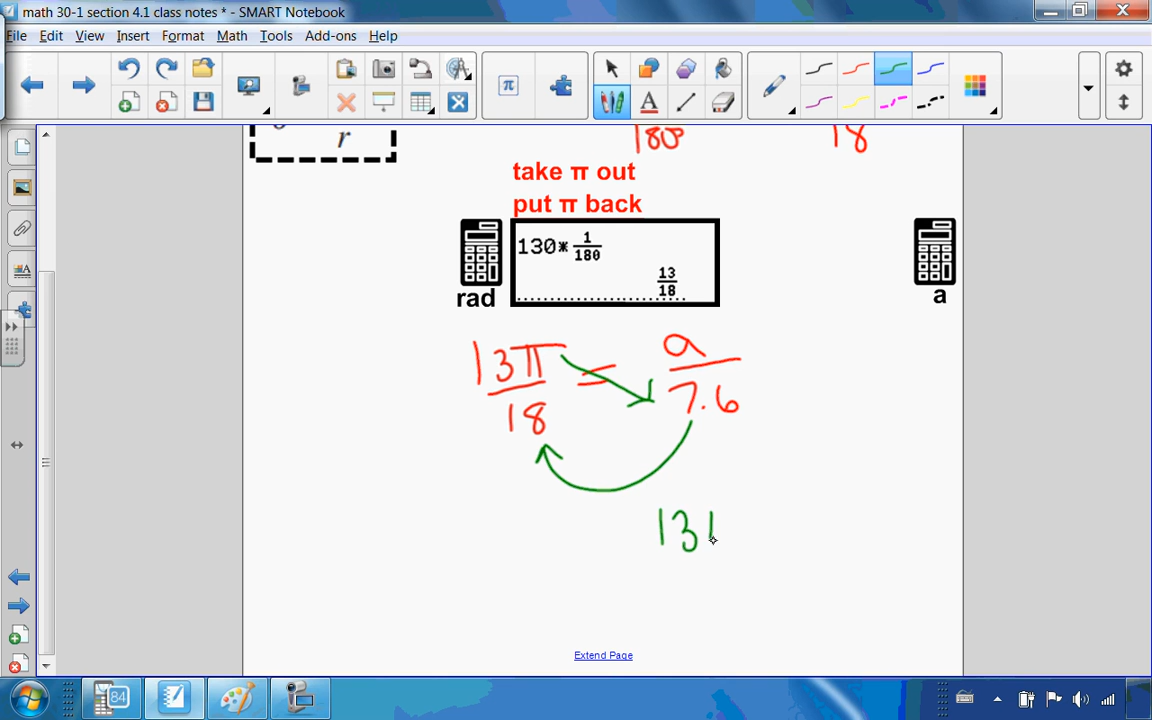 math 30-1 section 4.1 class notes * - SMART Notebook
File Edit View Insert Format Math Tools Add-ons Help
r
180°
18
take π out
put π back
130*1/180
13/18
rad
a
13π/18 = a/7.6
13
Extend Page
84